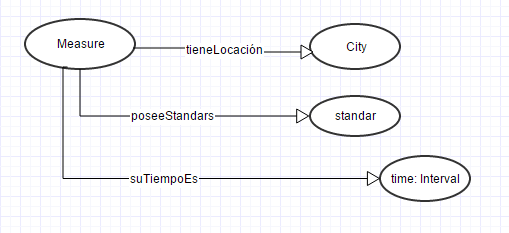 Measure
tieneLocación
City
poseeStandars
standar
suTiempoEs
time: Interval